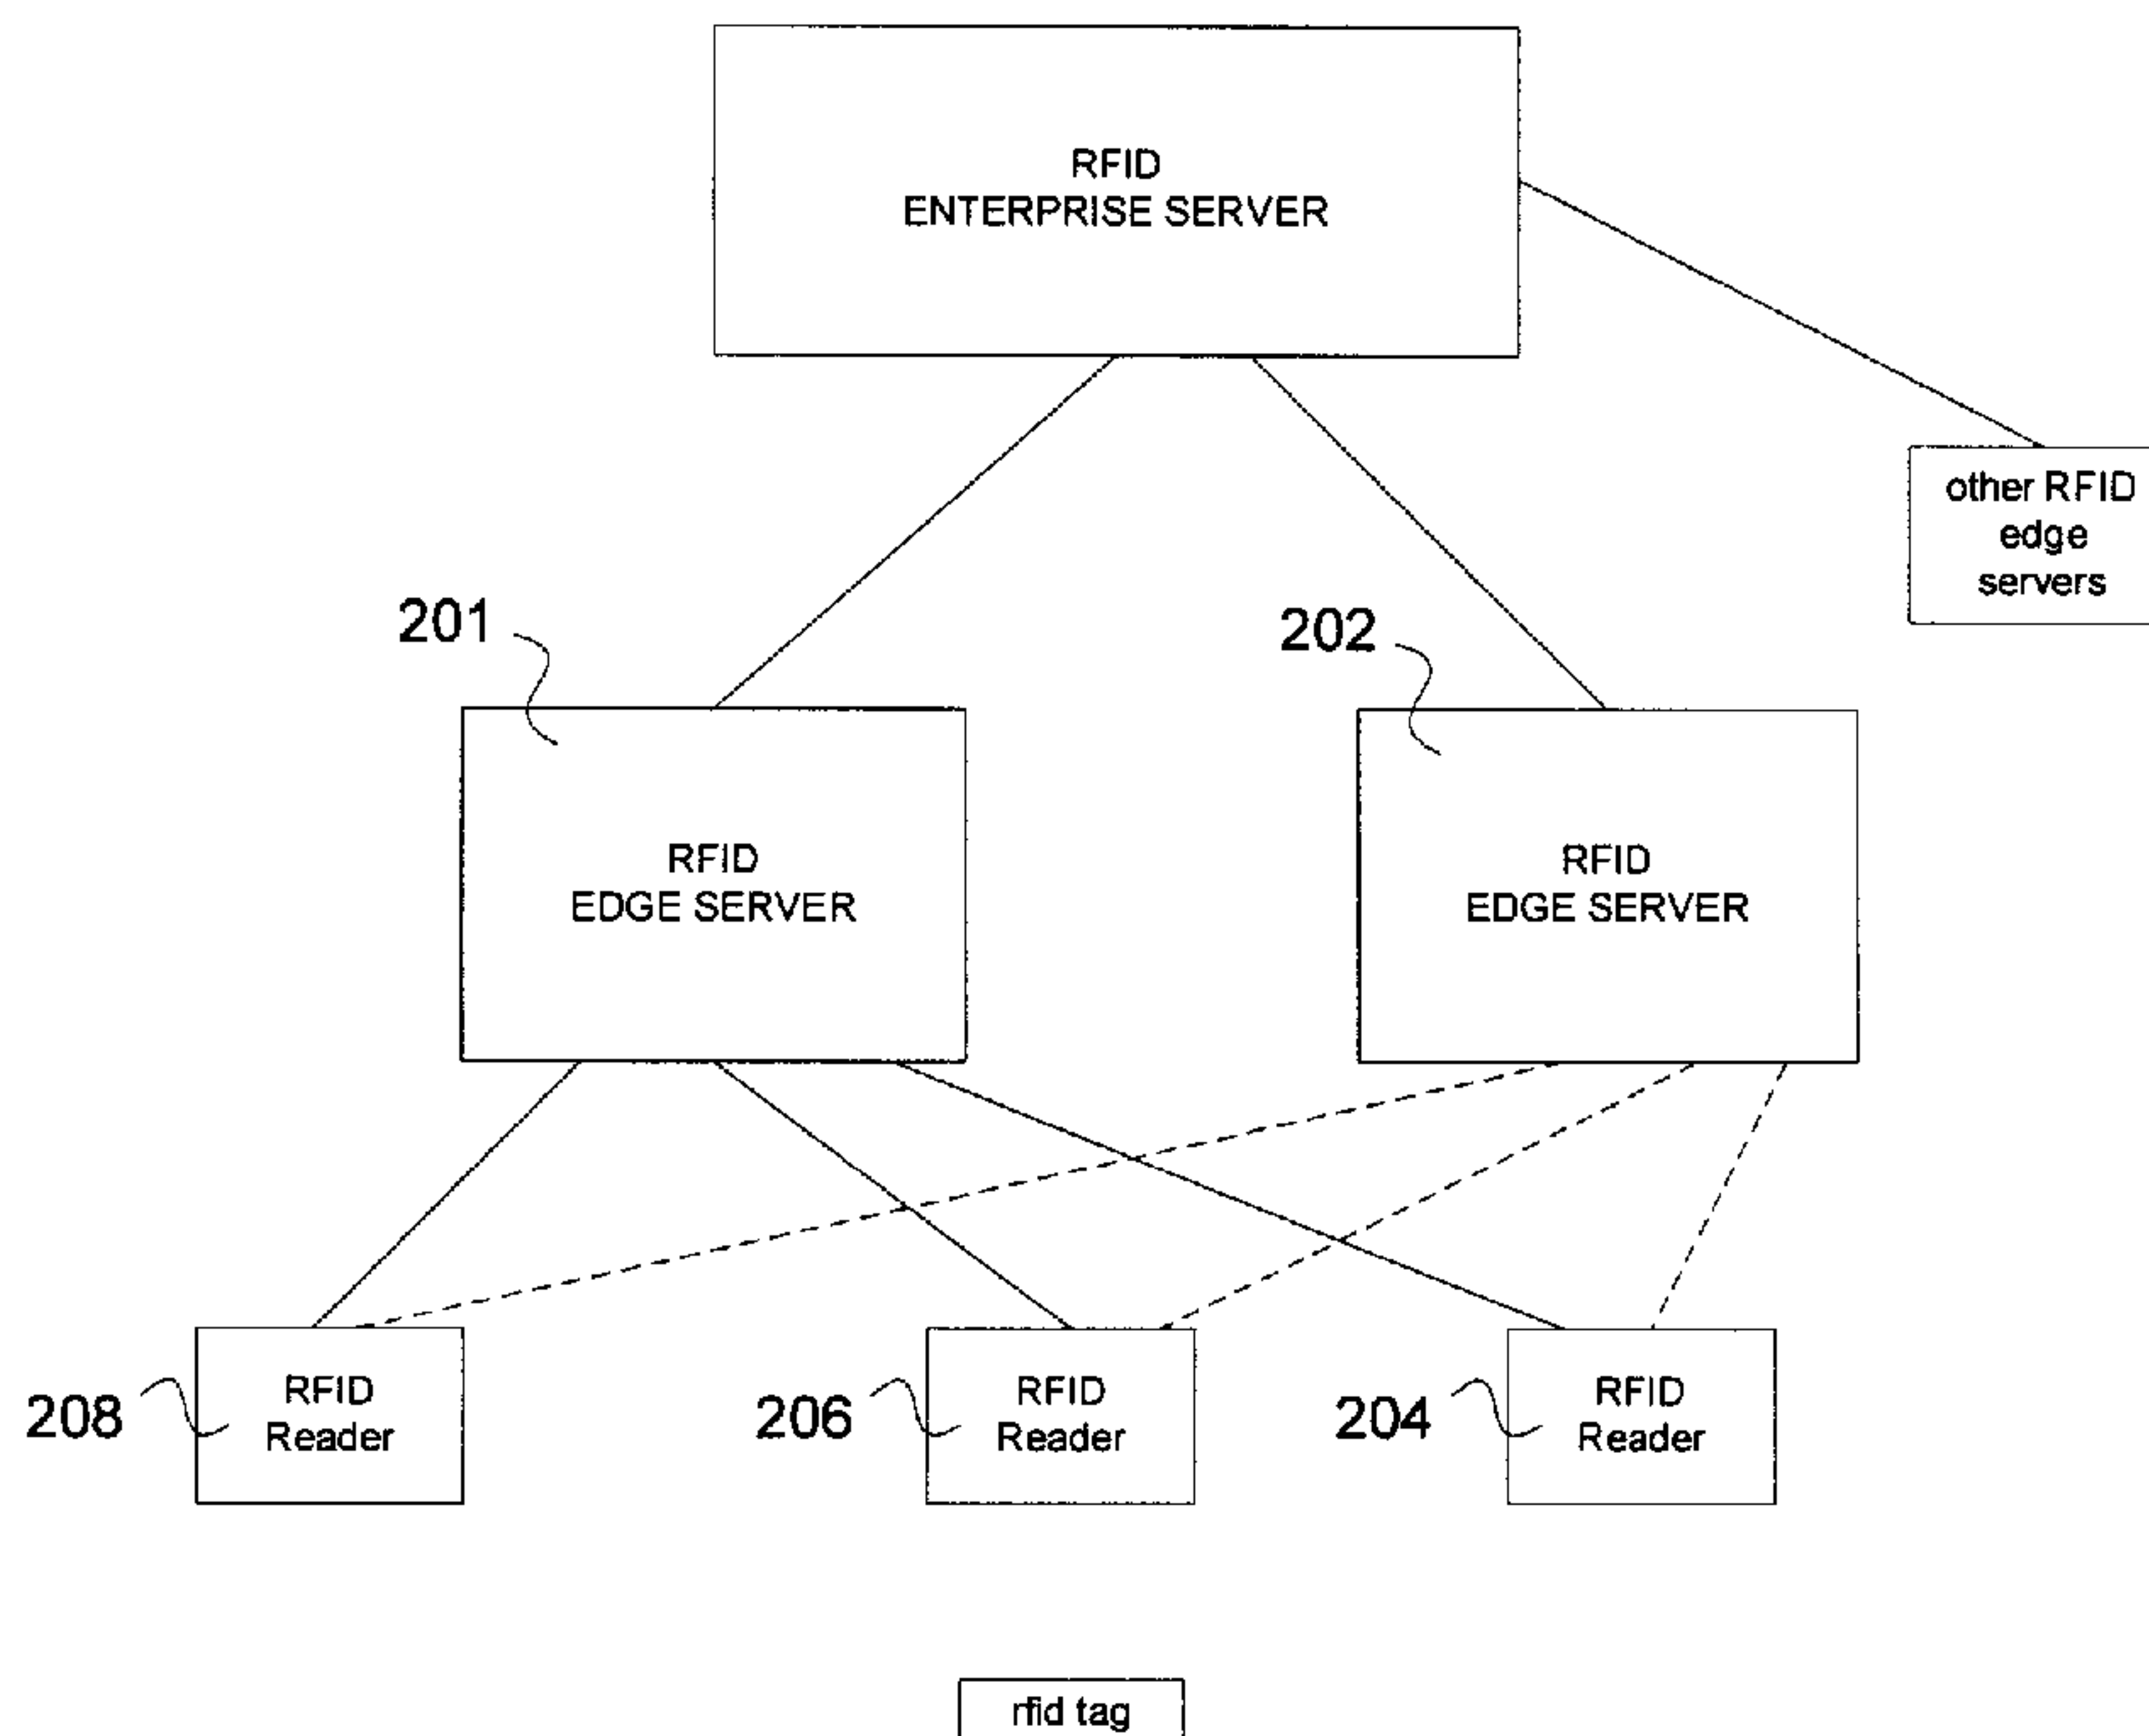 RFID
ENTERPRISE SERVER
other RFID
edge
servers
201
202
RFID
EDGE SERVER
RFID
EDGE SERVER
208
RFID
Reader
206
RFID
Reader
204
RFID
Reader
rfid tag